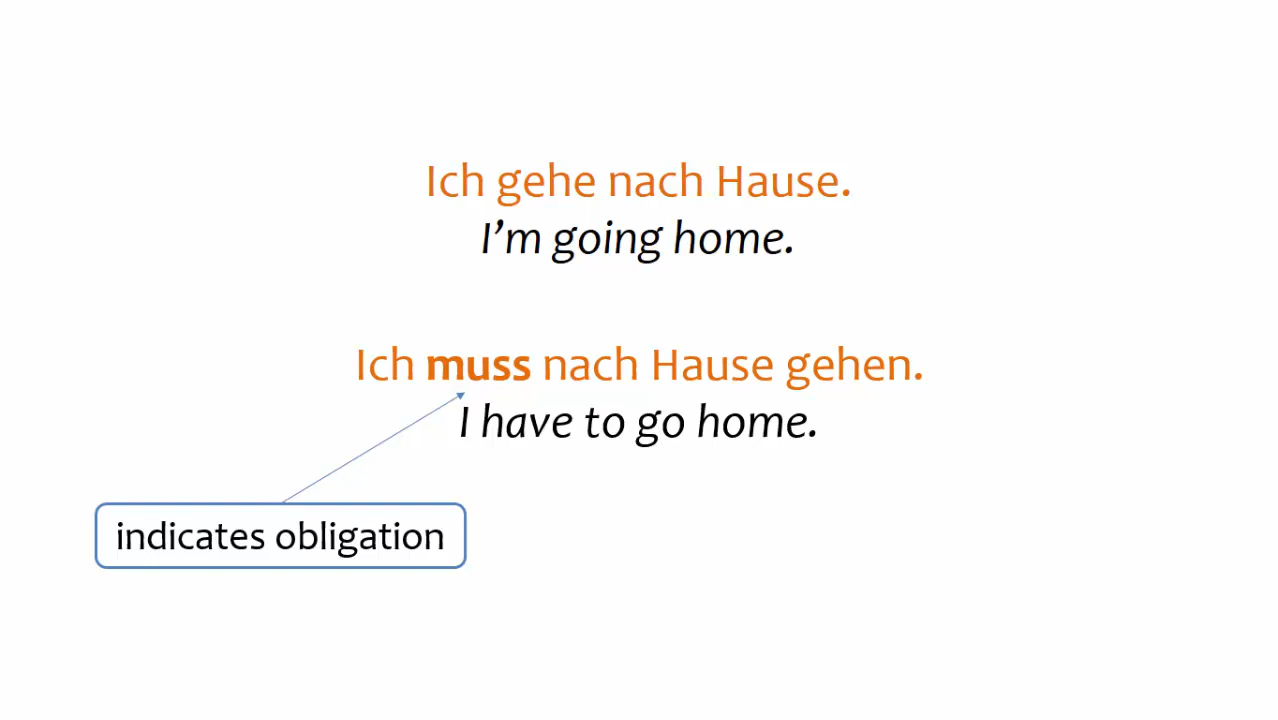 Ich gehe nach Hause.
I’m going home.
Ich muss nach Hause gehen.
I have to go home.
indicates obligation